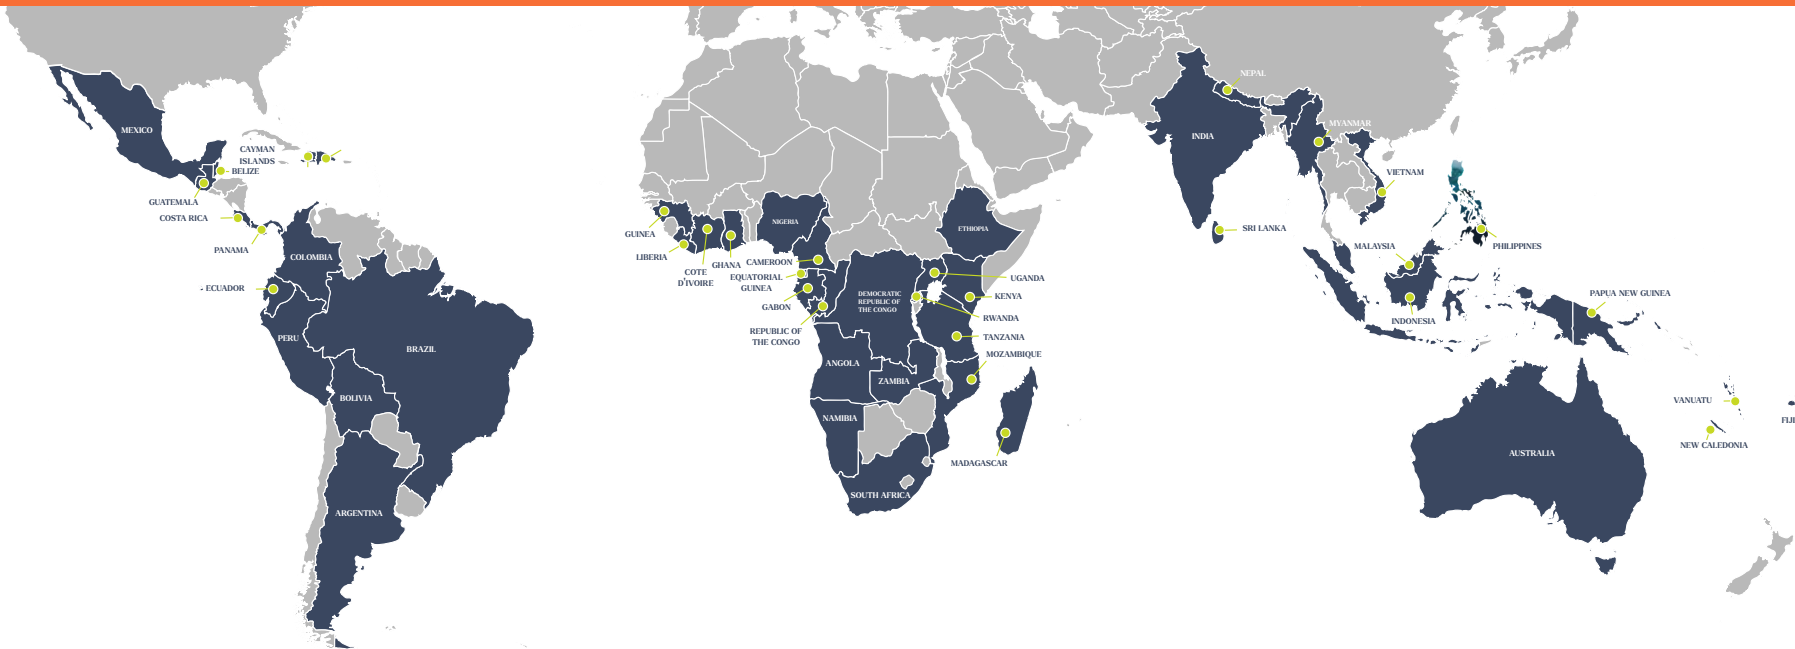 MEXICO
CAYMAN
ISLANDS
- BELIZE
GUATEMALA
COSTA RICA
PANAMA
COLOMBIA
- ECUADOR
PERU
BRAZIL
BOLIVIA
ARGENTINA
GUINEA
LIBERIA
COTE
D'IVOIRE
GHANA
NIGERIA
CAMEROON
EQUATORIAL
GUINEA
GABON
REPUBLIC OF
THE CONGO
DEMOCRATIC
REPUBLIC OF
THE CONGO
ETHIOPIA
UGANDA
KENYA
RWANDA
TANZANIA
MOZAMBIQUE
ANGOLA
ZAMBIA
NAMIBIA
SOUTH AFRICA
MADAGASCAR
NEPAL
INDIA
MYANMAR
VIETNAM
SRI LANKA
MALAYSIA
PHILIPPINES
INDONESIA
PAPUA NEW GUINEA
VANUATU
FIJI
NEW CALEDONIA
AUSTRALIA